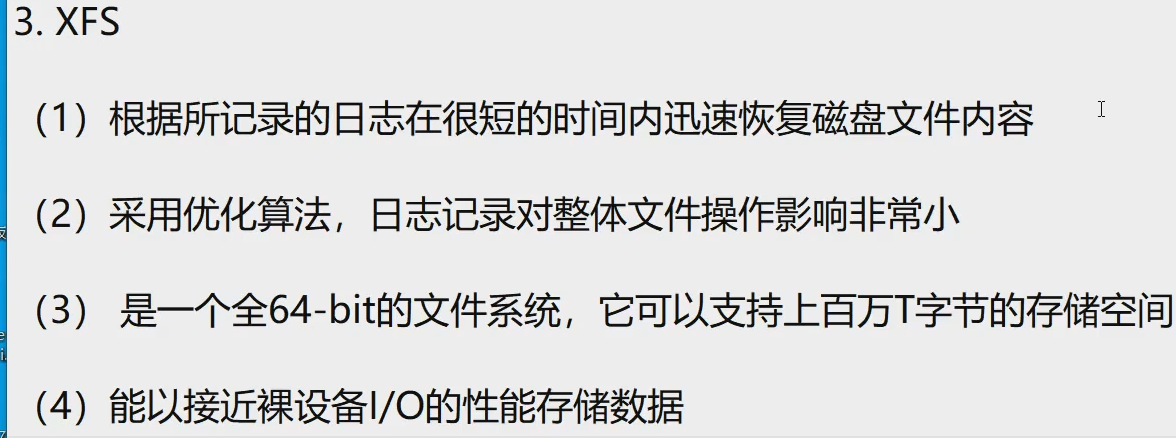 3. XFS
（1）根据所记录的日志在很短的时间内迅速恢复磁盘文件内容
（2）采用优化算法，日志记录对整体文件操作影响非常小
（3） 是一个全64-bit的文件系统，它可以支持上百万T字节的存储空间
（4）能以接近裸设备I/O的性能存储数据